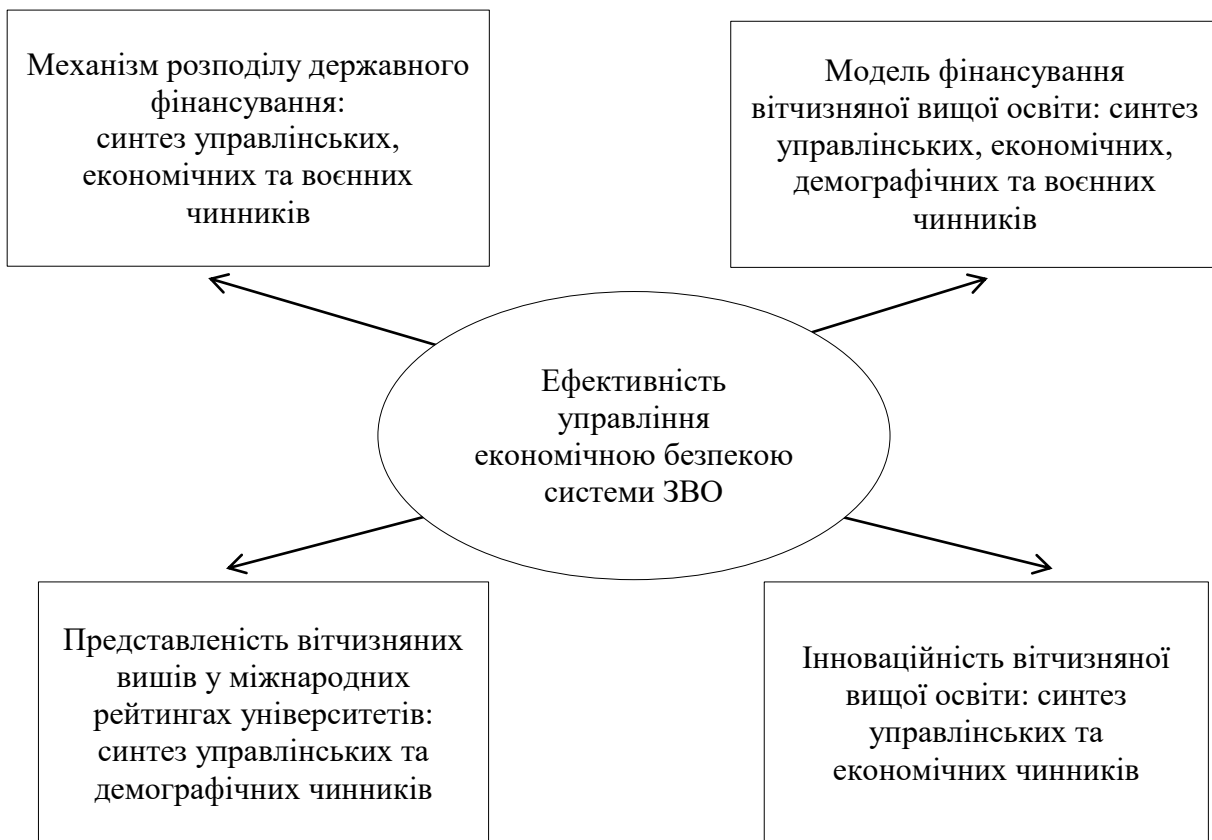 Механізм розподілу державного
фінансування:
синтез управлінських,
економічних та воєнних
чинників
Модель фінансування
вітчизняної вищої освіти: синтез
управлінських, економічних,
демографічних та воєнних
чинників
Ефективність
управління
економічною безпекою
системи ЗВО
Представленість вітчизняних
вишів у міжнародних
рейтингах університетів:
синтез управлінських та
демографічних чинників
Інноваційність вітчизняної
вищої освіти: синтез
управлінських та
економічних чинників